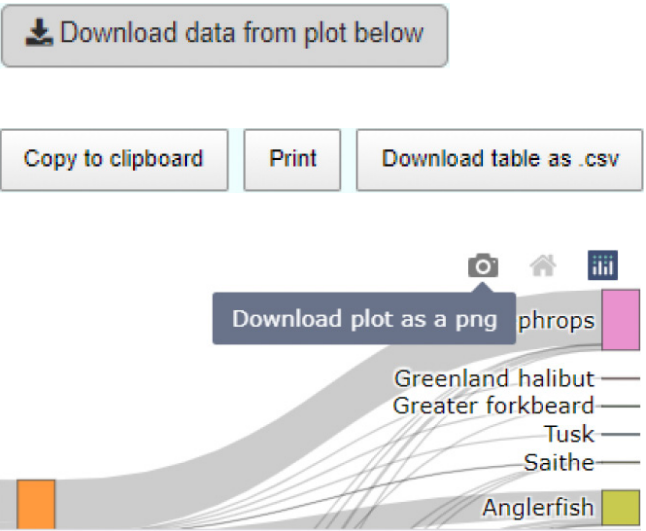 Download data from plot below
Copy to clipboard Print Download table as .csv
Download plot as a png
phrops
Greenland halibut
Greater forkbeard
Tusk
Saithe
Anglerfish